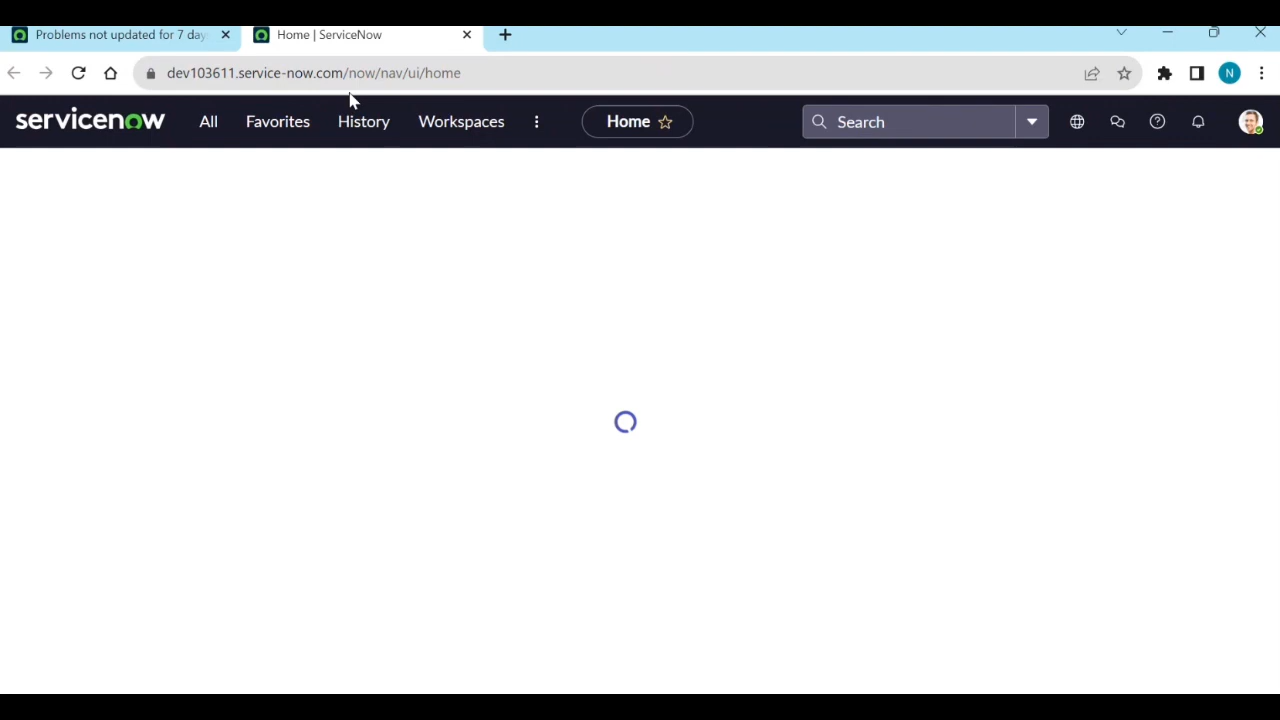 Problems not updated for 7 day
Home | ServiceNow
dev103611.service-now.com/now/nav/ui/home
N
servicenow
All
Favorites
History
Workspaces
Home
Search